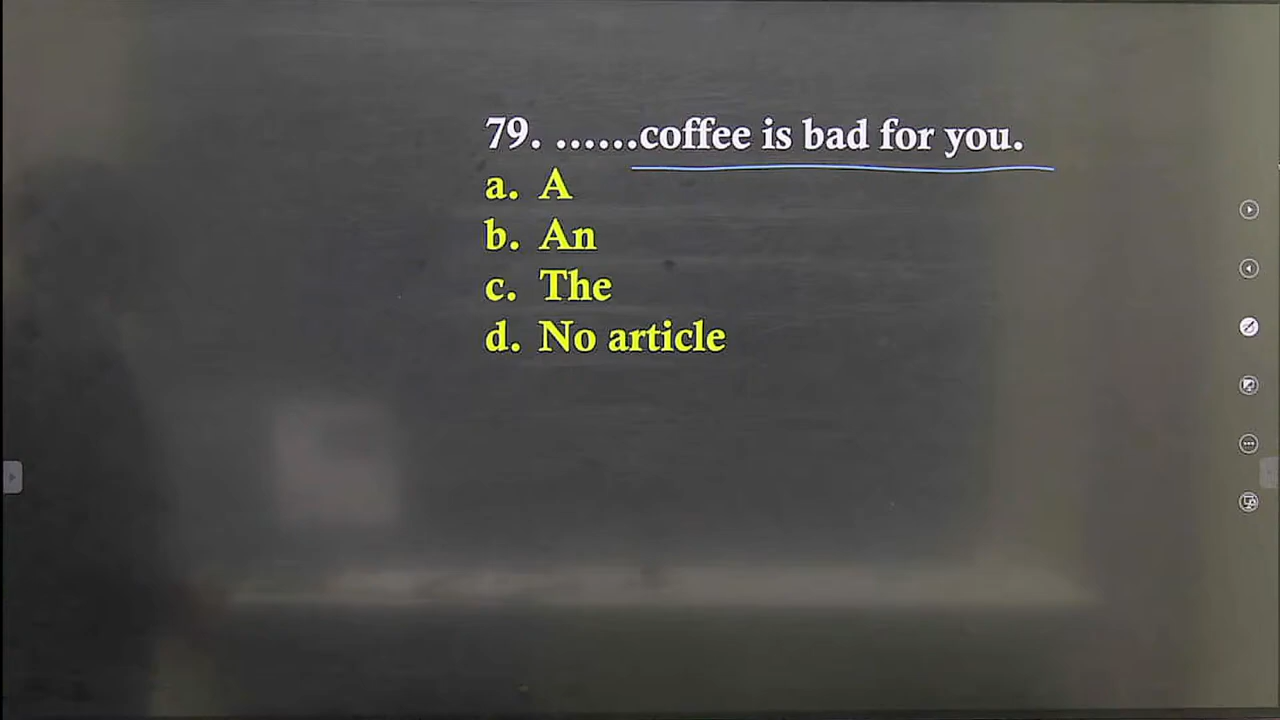 79. ......coffee is bad for you.
a. A
b. An
c. The
d. No article